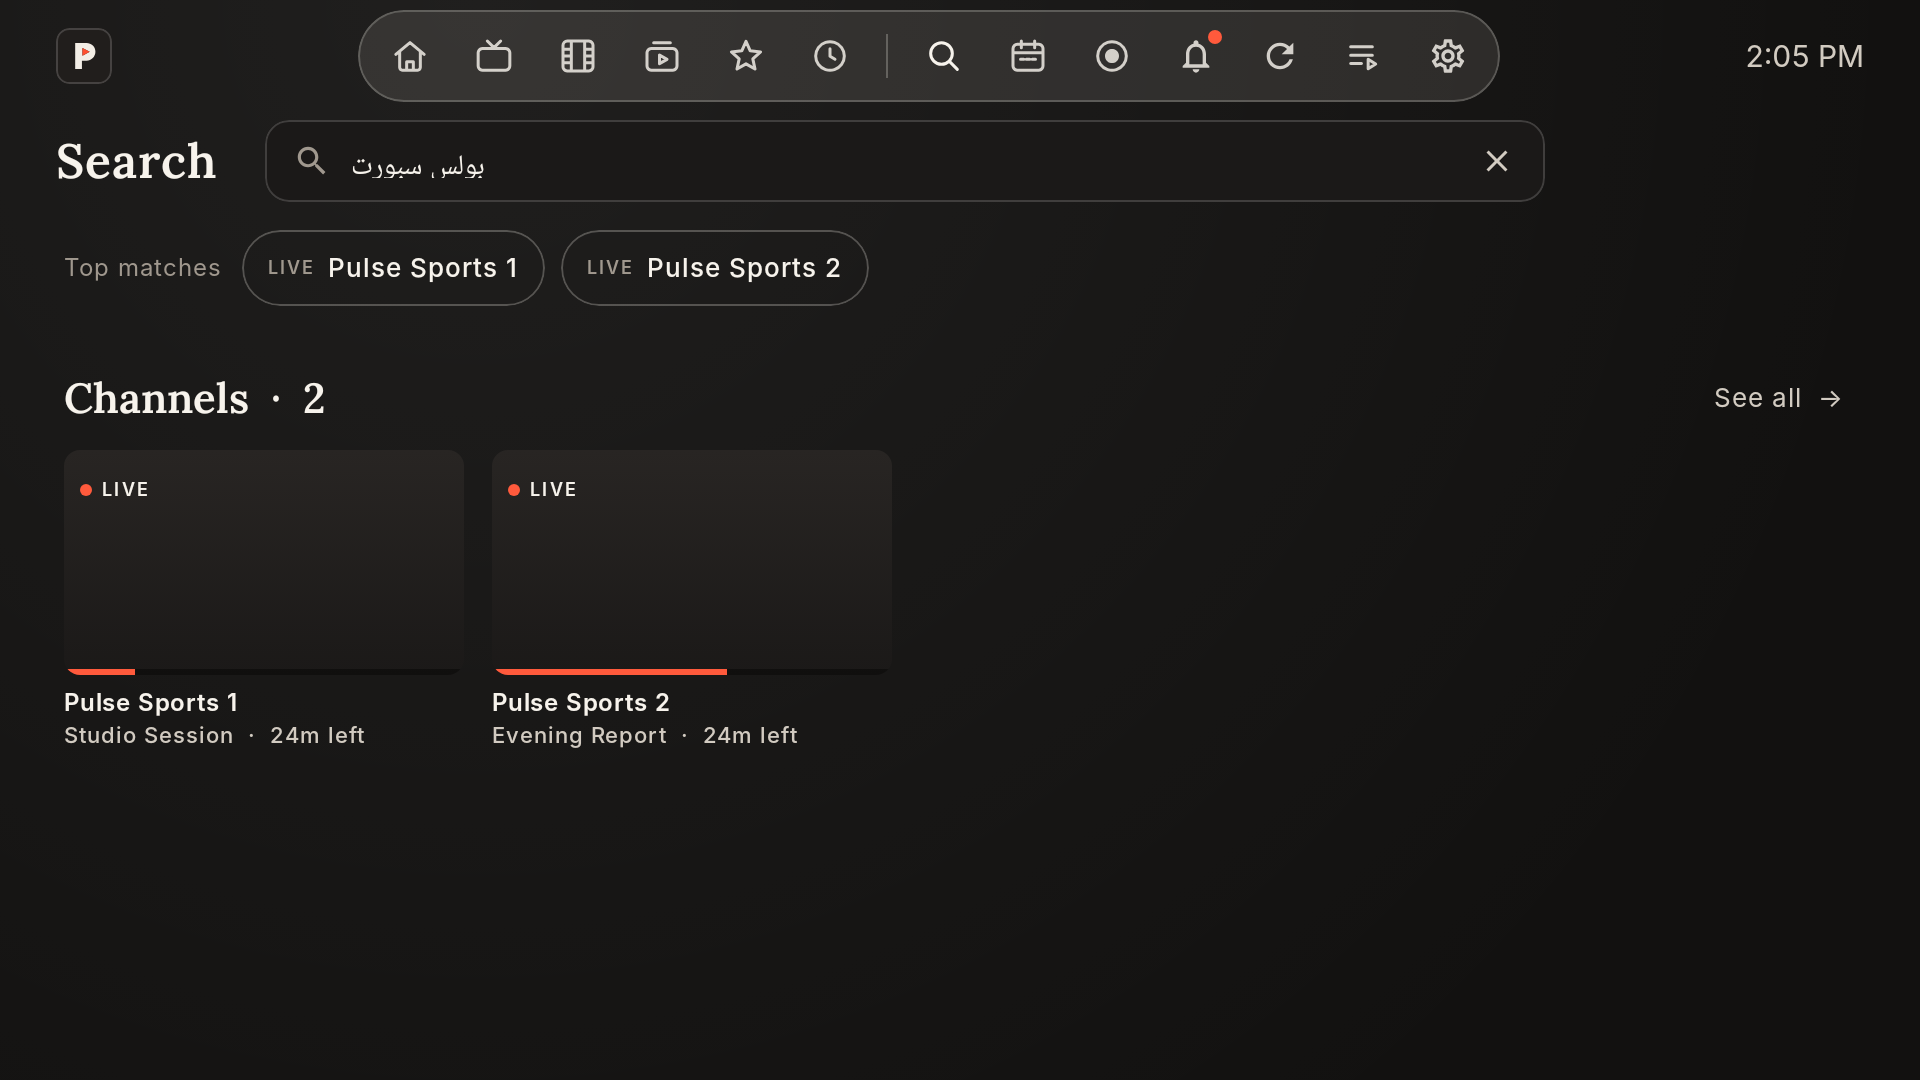 P
2:05 PM
Search
بولس سبورت
Top matches
LIVE Pulse Sports 1
LIVE Pulse Sports 2
Channels · 2
See all →
LIVE
LIVE
Pulse Sports 1
Studio Session · 24m left
Pulse Sports 2
Evening Report · 24m left